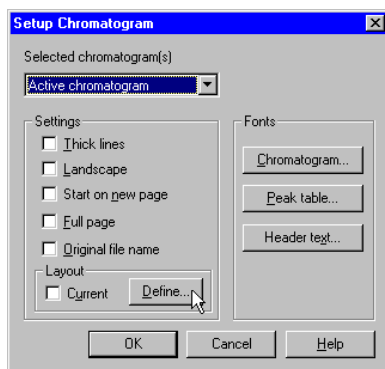 Setup Chromatogram
Selected chromatogram(s)
Active chromatogram
Settings
Thick lines
Landscape
Start on new page
Full page
Original file name
Layout
Current
Define...
Fonts
Chromatogram...
Peak table...
Header text...
OK
Cancel
Help